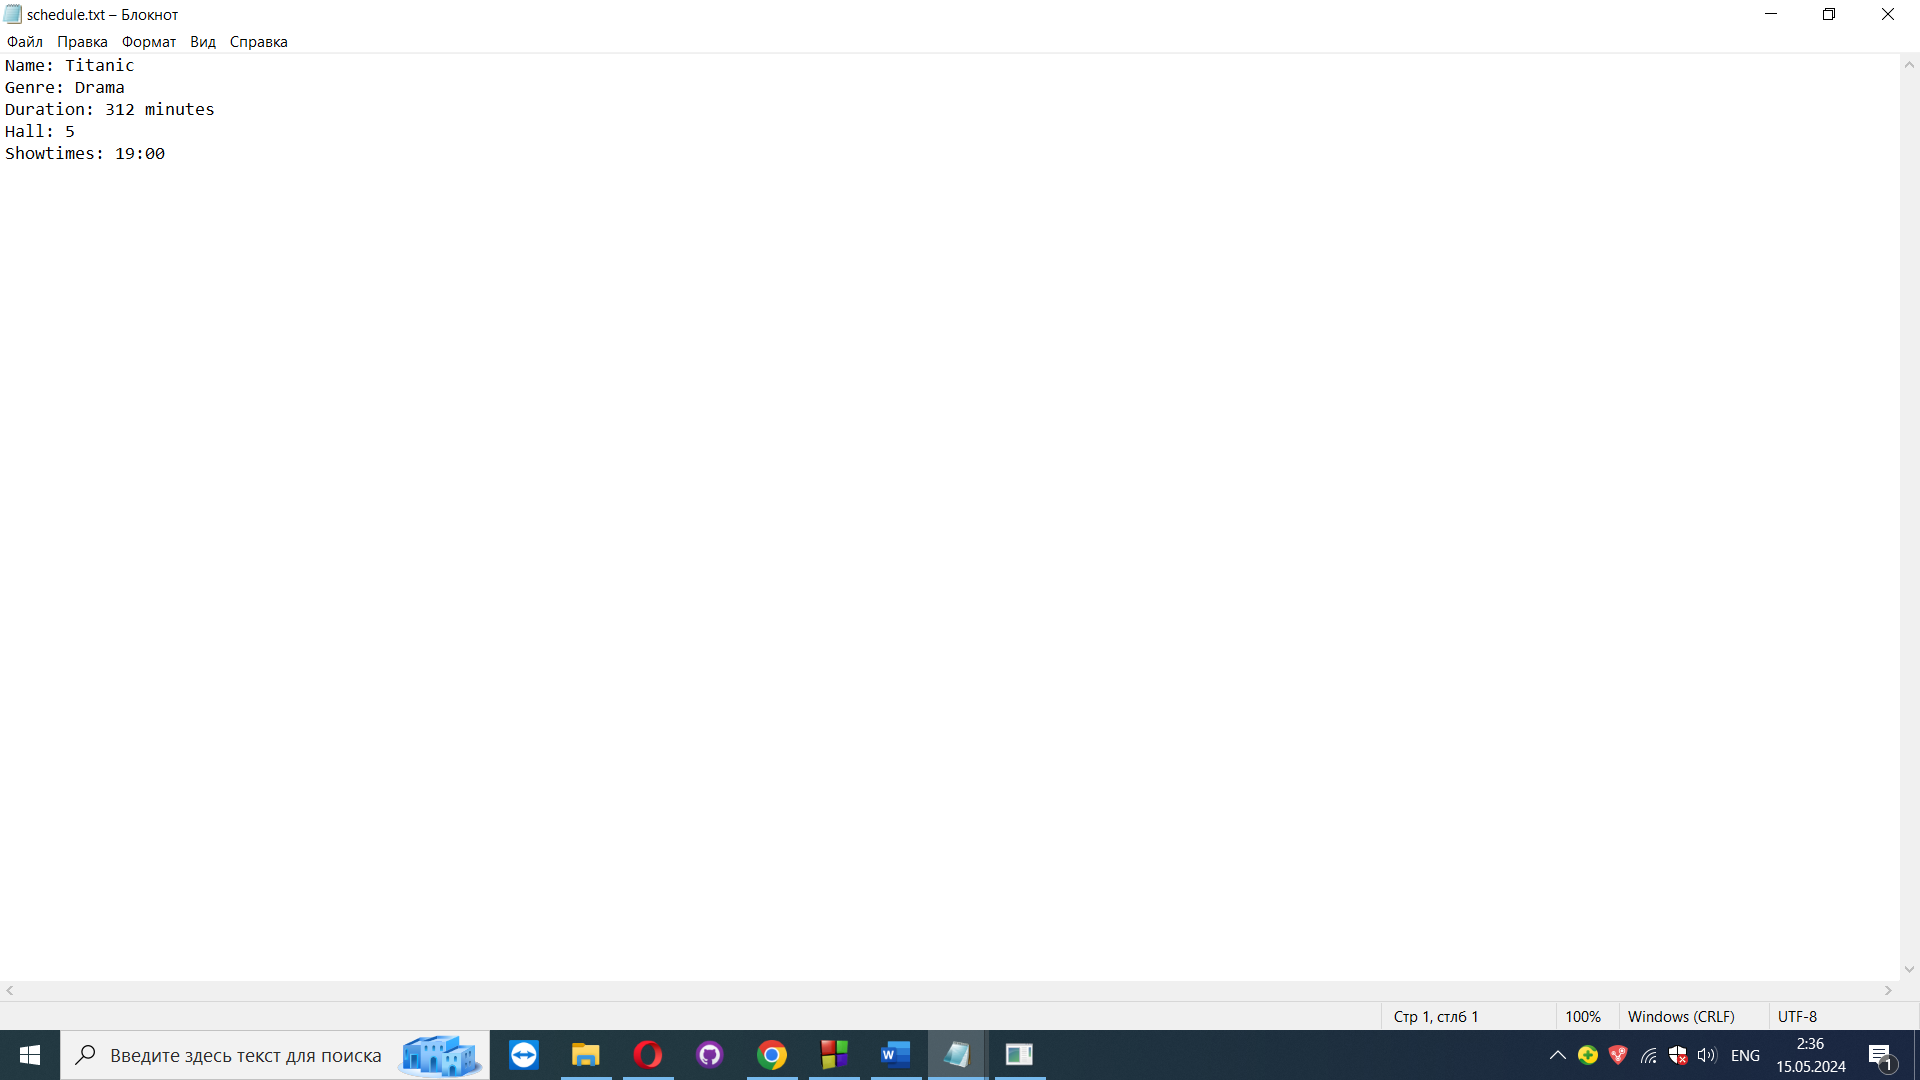 schedule.txt – Блокнот
Файл Правка Формат Вид Справка
Name: Titanic
Genre: Drama
Duration: 312 minutes
Hall: 5
Showtimes: 19:00
Стр 1, стлб 1 100% Windows (CRLF) UTF-8
Введите здесь текст для поиска
W
ENG
2:36
15.05.2024
1